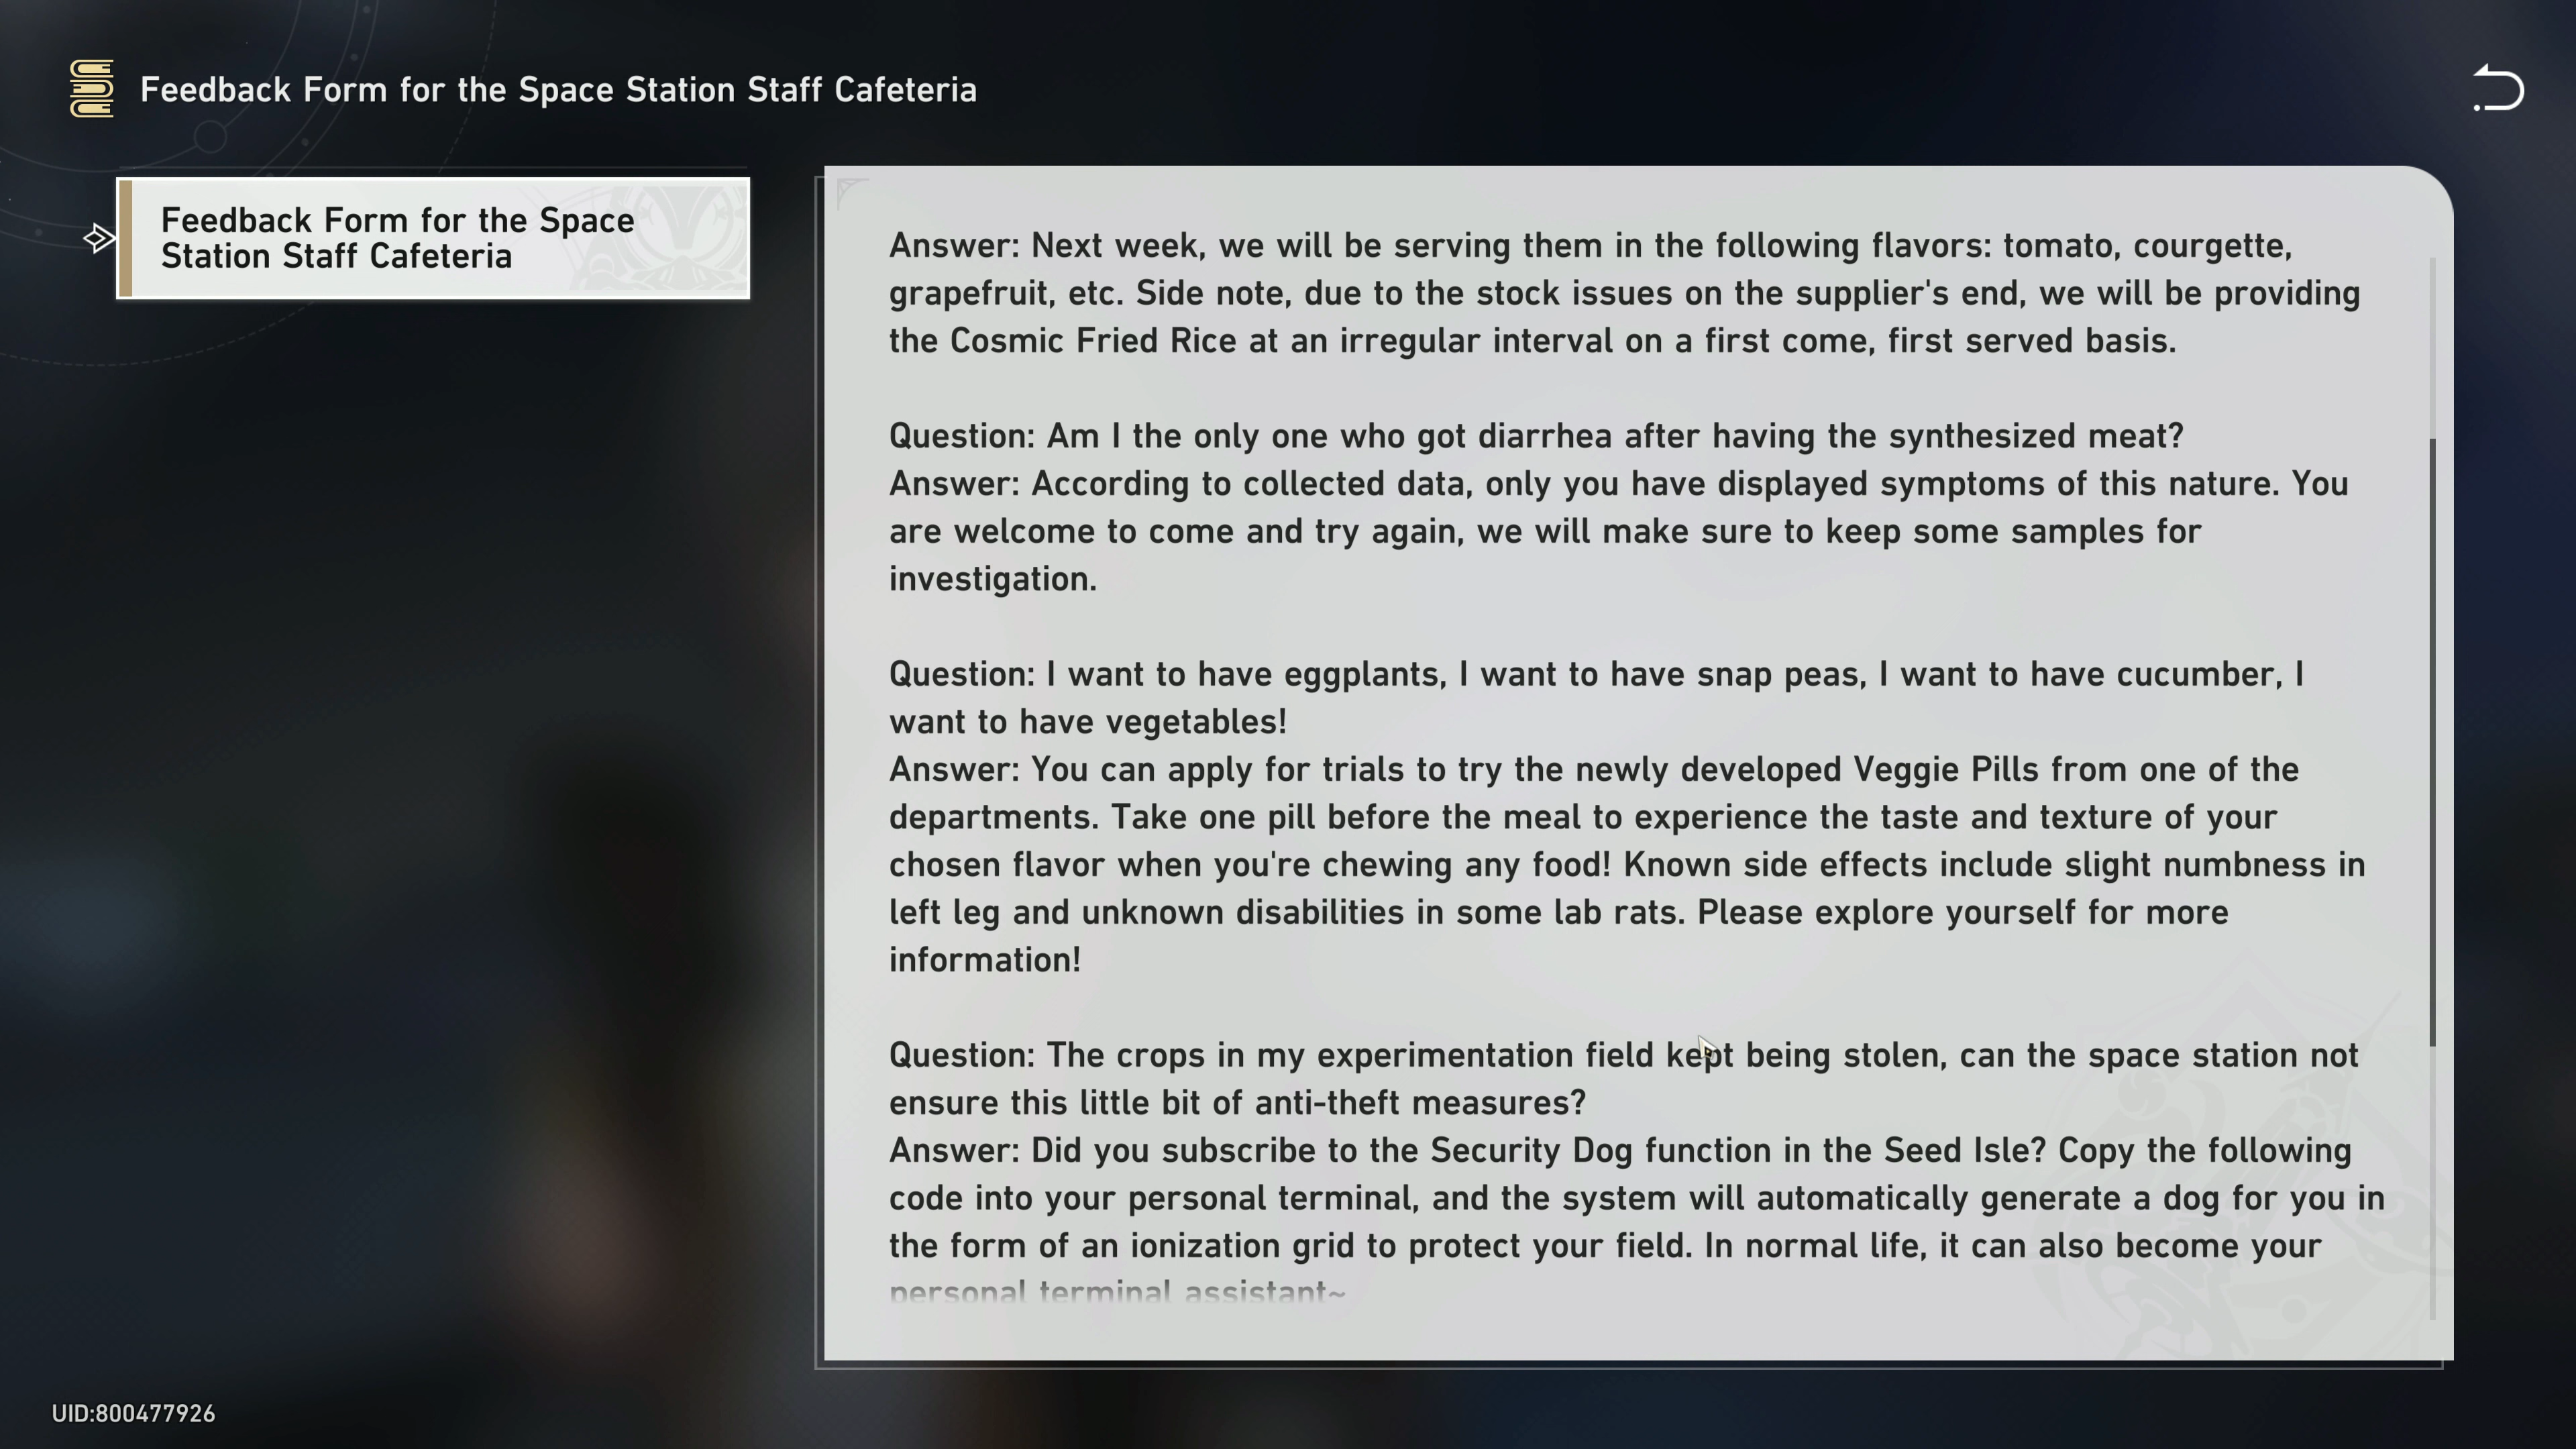 Feedback Form for the Space Station Staff Cafeteria
Feedback Form for the Space
Station Staff Cafeteria
Answer: Next week, we will be serving them in the following flavors: tomato, courgette,
grapefruit, etc. Side note, due to the stock issues on the supplier's end, we will be providing
the Cosmic Fried Rice at an irregular interval on a first come, first served basis.
Question: Am I the only one who got diarrhea after having the synthesized meat?
Answer: According to collected data, only you have displayed symptoms of this nature. You
are welcome to come and try again, we will make sure to keep some samples for
investigation.
Question: I want to have eggplants, I want to have snap peas, I want to have cucumber, I
want to have vegetables!
Answer: You can apply for trials to try the newly developed Veggie Pills from one of the
departments. Take one pill before the meal to experience the taste and texture of your
chosen flavor when you're chewing any food! Known side effects include slight numbness in
left leg and unknown disabilities in some lab rats. Please explore yourself for more
information!
Question: The crops in my experimentation field kept being stolen, can the space station not
ensure this little bit of anti-theft measures?
Answer: Did you subscribe to the Security Dog function in the Seed Isle? Copy the following
code into your personal terminal, and the system will automatically generate a dog for you in
the form of an ionization grid to protect your field. In normal life, it can also become your
personal terminal assistant~
UID:800477926